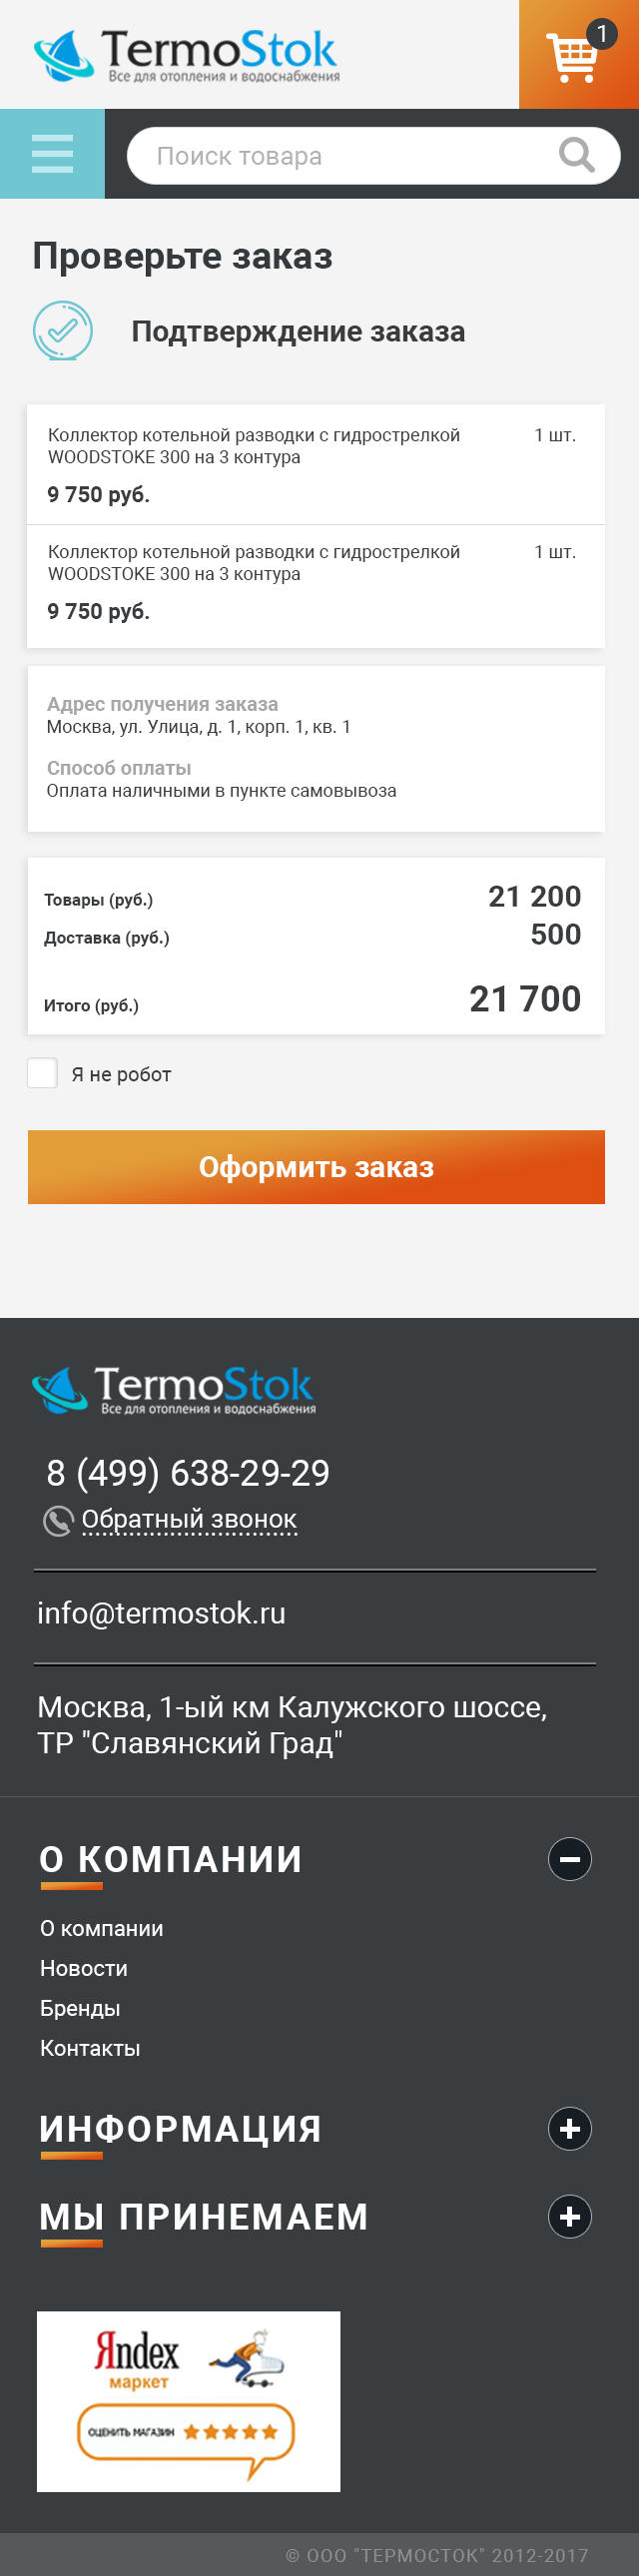 TermoStok
Все для отопления и водоснабжения
1
Поиск товара
Проверьте заказ
Подтверждение заказа
Коллектор котельной разводки с гидрострелкой 1 шт.
WOODSTOKE 300 на 3 контура
9 750 руб.
Коллектор котельной разводки с гидрострелкой 1 шт.
WOODSTOKE 300 на 3 контура
9 750 руб.
Адрес получения заказа
Москва, ул. Улица, д. 1, корп. 1, кв. 1
Способ оплаты
Оплата наличными в пункте самовывоза
Товары (руб.) 21 200
Доставка (руб.) 500
Итого (руб.) 21 700
Я не робот
Оформить заказ
TermoStok
Все для отопления и водоснабжения
8 (499) 638-29-29
Обратный звонок
info@termostok.ru
Москва, 1-ый км Калужского шоссе,
ТР "Славянский Град"
О КОМПАНИИ
О компании
Новости
Бренды
Контакты
ИНФОРМАЦИЯ
МЫ ПРИНИМАЕМ
Яndex
маркет
ОЦЕНИТЬ МАГАЗИН
© ООО "ТЕРМОСТОК" 2012-2017